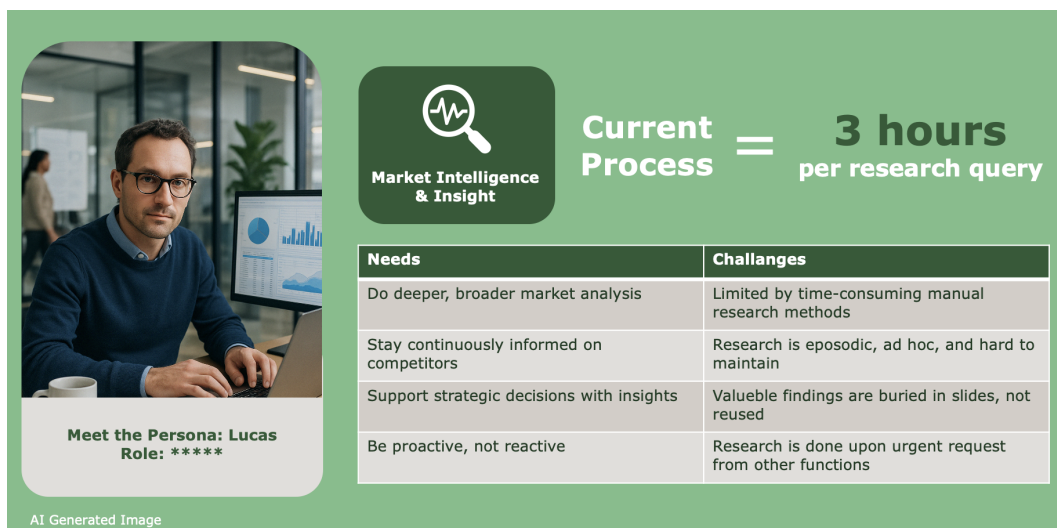 Market Intelligence
& Insight
Current
Process
=
3 hours
per research query
Needs
Challanges
Do deeper, broader market analysis
Limited by time-consuming manual
research methods
Stay continuously informed on
competitors
Research is eposodic, ad hoc, and hard to
maintain
Support strategic decisions with insights
Valueble findings are buried in slides, not
reused
Be proactive, not reactive
Research is done upon urgent request
from other functions
Meet the Persona: Lucas
Role: *****
AI Generated Image